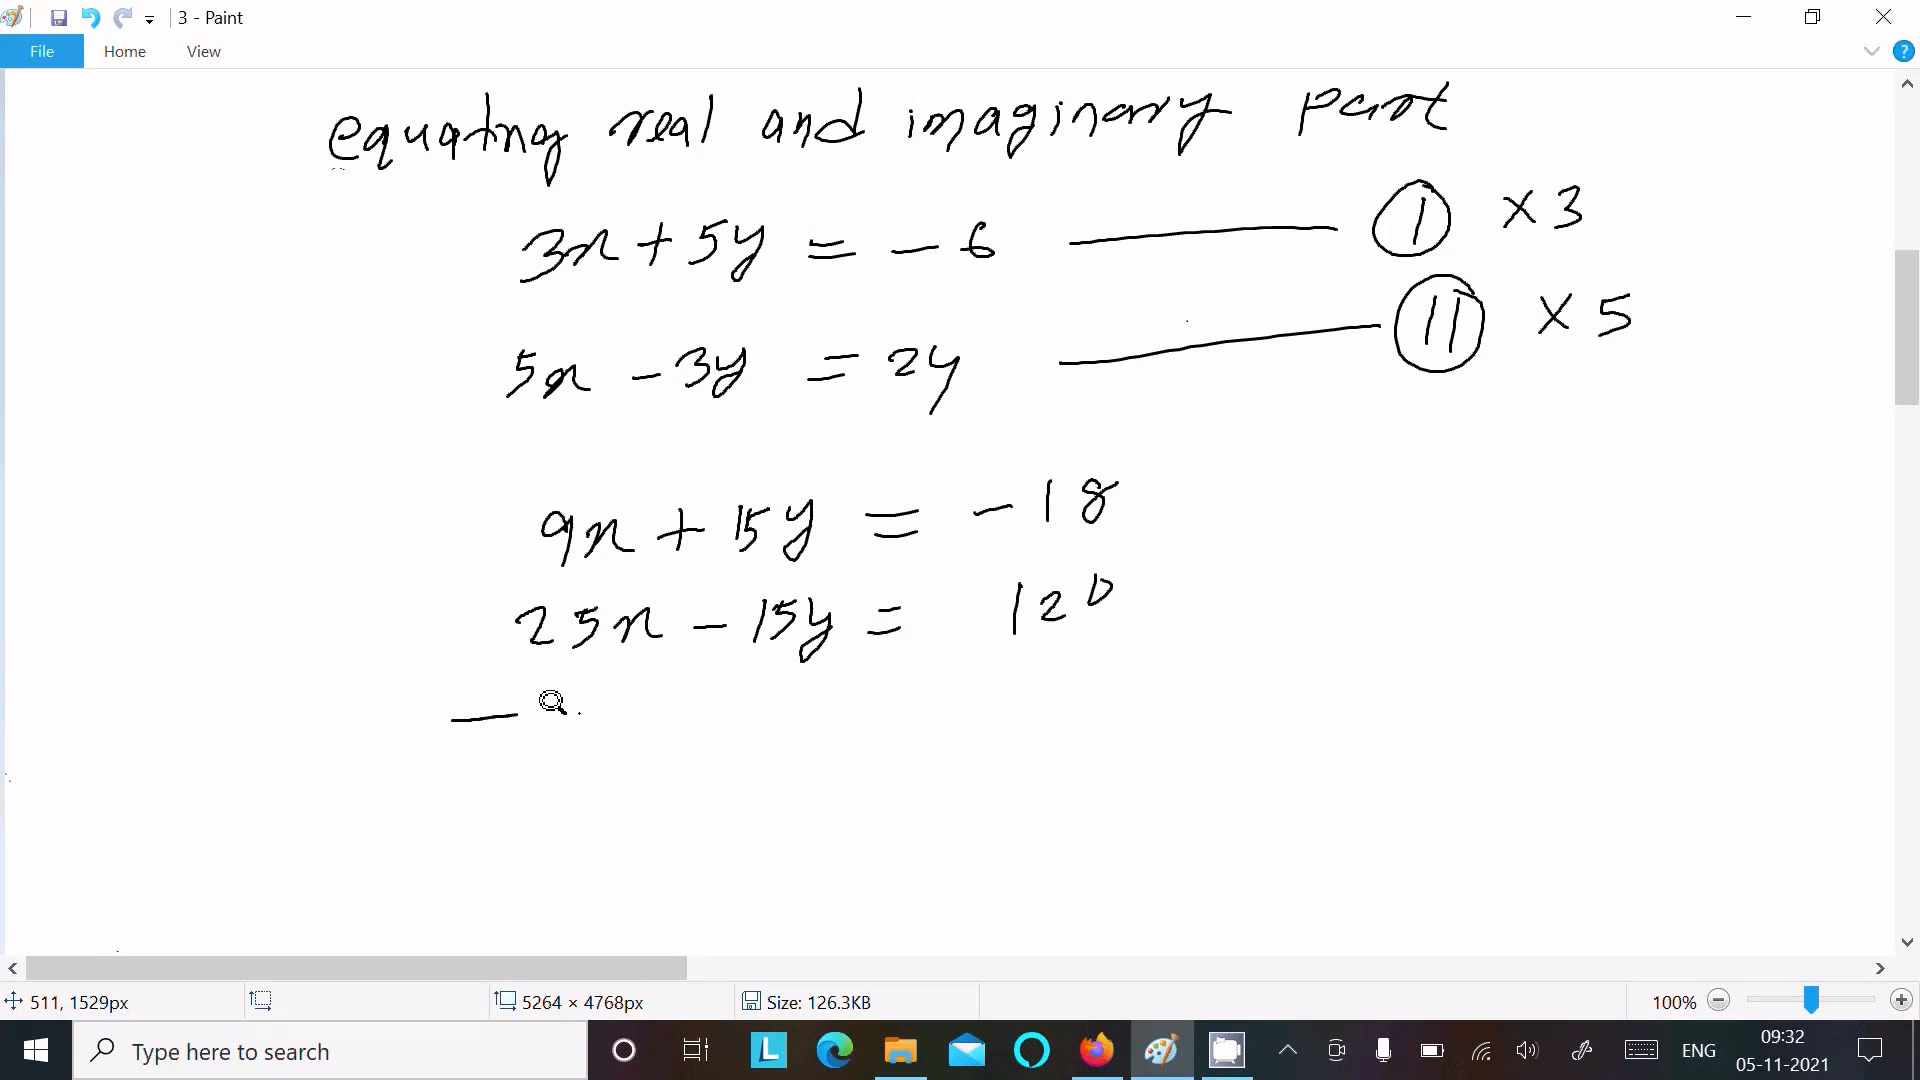 3 - Paint
File Home View
equating real and imaginary part
3x + 5y = - 6 ——— I × 3
5x - 3y = 24 ——— II × 5
9x + 15y = - 18
25x - 15y = 120
511, 1529px 5264 × 4768px Size: 126.3KB 100%
Type here to search L ENG 09:32
05-11-2021